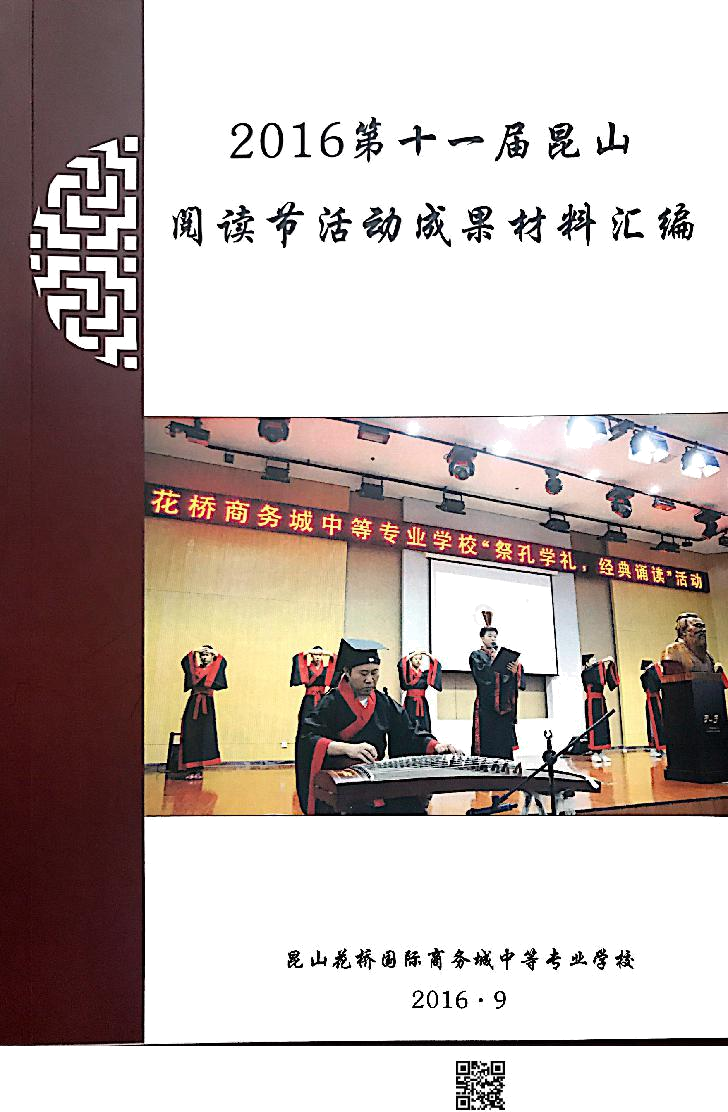 2016第十一届昆山
阅读节活动成果材料汇编
花桥商务城中等专业学校“祭孔学礼，经典诵读”活动
昆山花桥国际商务城中等专业学校
2016·9